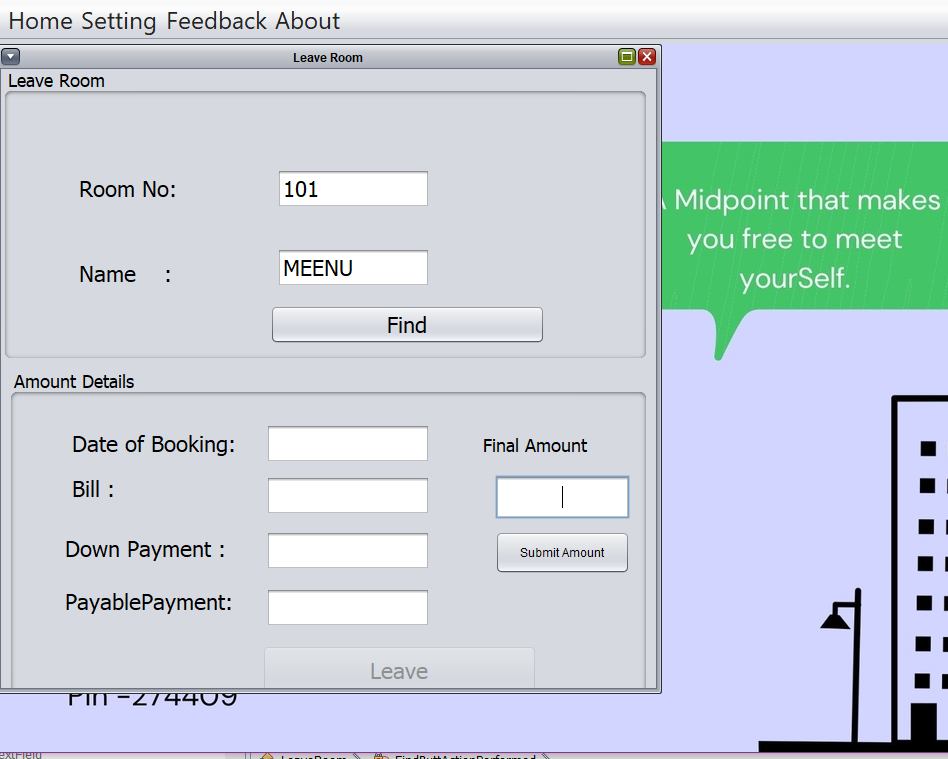 Home Setting Feedback About
Leave Room
Leave Room
Room No: 101
Name : MEENU
Find
Amount Details
Date of Booking:
Final Amount
Bill :
Submit Amount
Down Payment :
PayablePayment:
Leave
Midpoint that makes
you free to meet
yourSelf.
Pin -274409
LeaveRoom FindButtActionPerformed